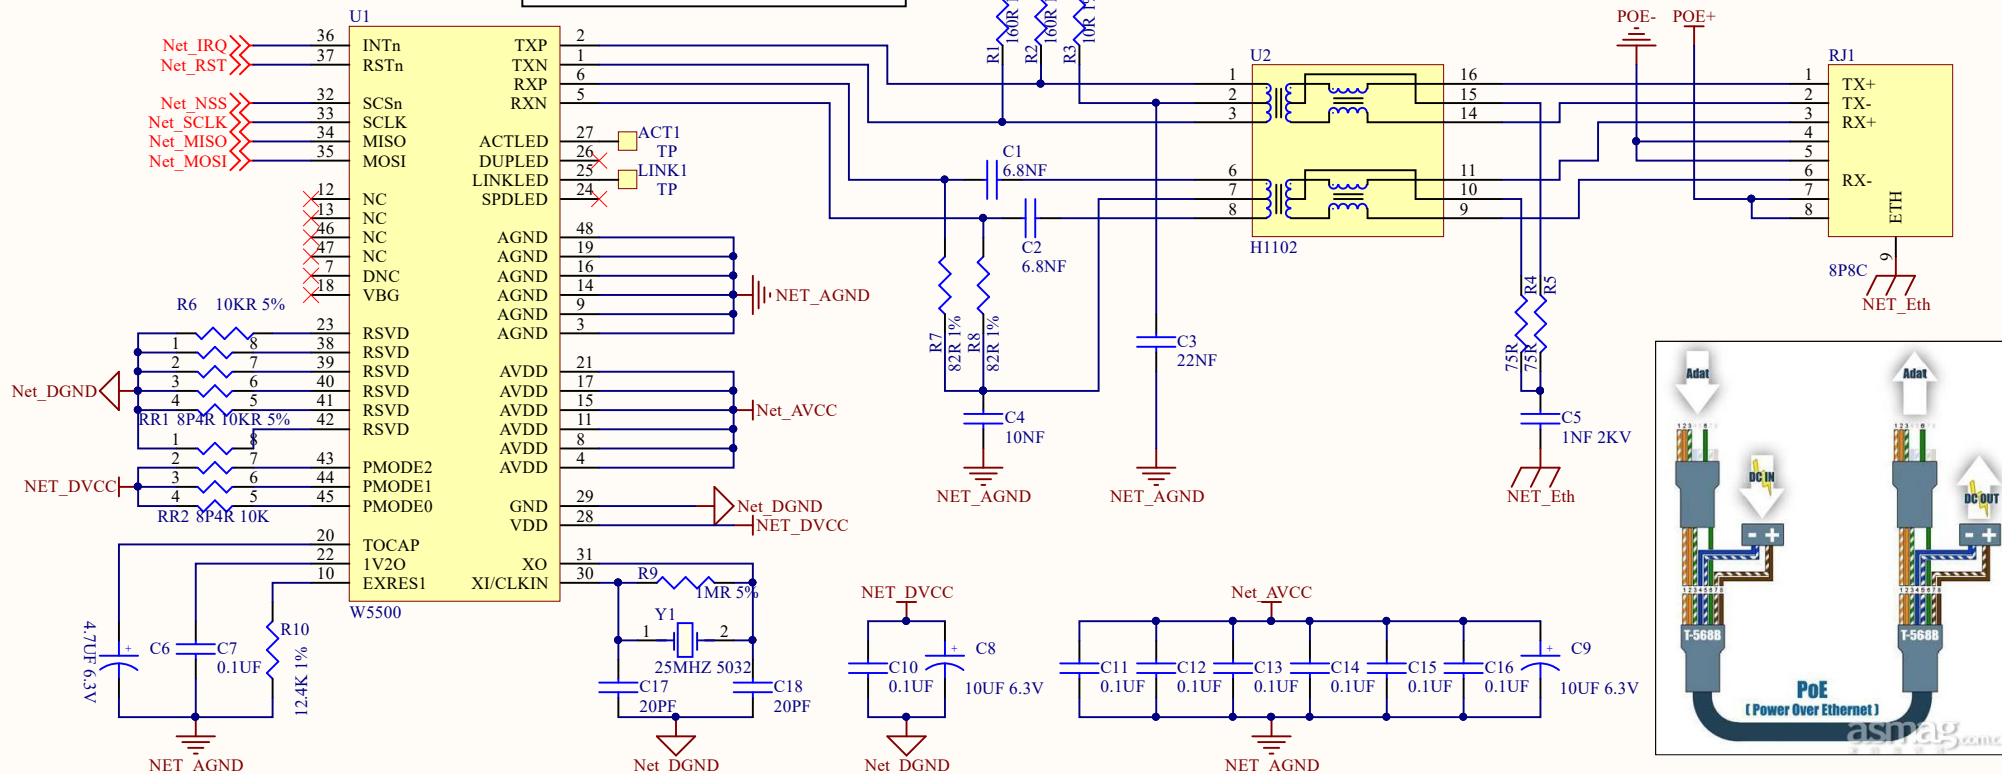 U1
36 INTn
37 RSTn
32 SCSn
33 SCLK
34 MISO
35 MOSI
12 NC
13 NC
46 NC
47 NC
7 DNC
18 VBG
23 RSVD
38 RSVD
39 RSVD
40 RSVD
41 RSVD
42 RSVD
43 PMODE2
44 PMODE1
45 PMODE0
20 TOCAP
22 1V2O
10 EXRES1
TXP 2
TXN 1
RXP 6
RXN 5
ACTLED 27
DUPLED 26
LINKLED 25
SPDLED 24
AGND 48
AGND 19
AGND 16
AGND 14
AGND 9
AGND 3
AVDD 21
AVDD 17
AVDD 15
AVDD 11
AVDD 8
AVDD 4
GND 29
VDD 28
XO 31
XI/CLKIN 30
W5500
Net_IRQ
Net_RST
Net_NSS
Net_SCLK
Net_MISO
Net_MOSI
R6 10KR 5%
1 8
2 7
3 6
4 5
RR1 8P4R 10KR 5%
Net_DGND
1 8
2 7
3 6
4 5
RR2 8P4R 10K
NET_DVCC
4.7UF 6.3V
C6
C7
0.1UF
R10
12.4K 1%
NET_AGND
ACT1
TP
LINK1
TP
NET_AGND
Net_AVCC
Net_DGND
NET_DVCC
R9
1MR 5%
Y1
1 2
25MHZ 5032
C17
20PF
C18
20PF
Net_DGND
R1
160R
R2
160R
R3
10R
C1
6.8NF
C2
6.8NF
R7
82R 1%
R8
82R 1%
C4
10NF
NET_AGND
C3
22NF
NET_AGND
U2
1 16
2 15
3 14
6 11
7 10
8 9
H1102
R4
75R
R5
75R
C5
1NF 2KV
NET_Eth
POE- POE+
RJ1
1 TX+
2 TX-
3 RX+
4
5
6 RX-
7
8
ETH
9
8P8C
NET_Eth
NET_DVCC
C10
0.1UF
C8
10UF 6.3V
Net_DGND
Net_AVCC
C11
0.1UF
C12
0.1UF
C13
0.1UF
C14
0.1UF
C15
0.1UF
C16
0.1UF
C9
10UF 6.3V
NET_AGND
Adat
Adat
DC IN
DC OUT
- +
- +
T-568B
T-568B
PoE
( Power Over Ethernet )
asmag.com.cn